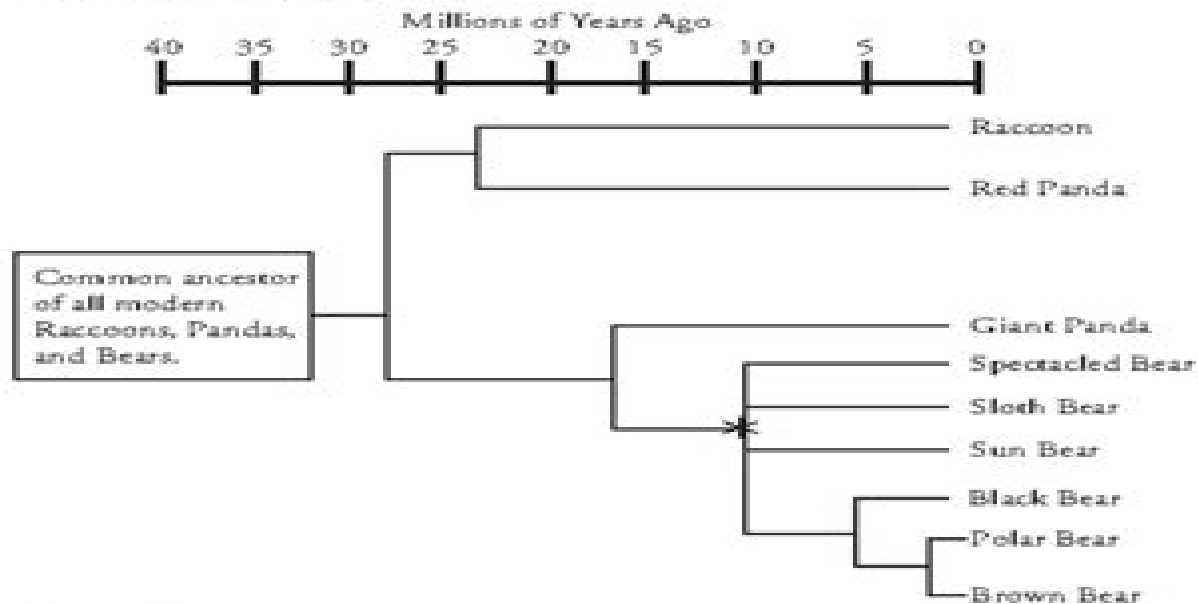 Millions of Years Ago
40 35 30 25 20 15 10 5 0
Raccoon
Red Panda
Common ancestor
of all modern
Raccoons, Pandas,
and Bears.
Giant Panda
Spectacled Bear
Sloth Bear
Sun Bear
Black Bear
Polar Bear
Brown Bear